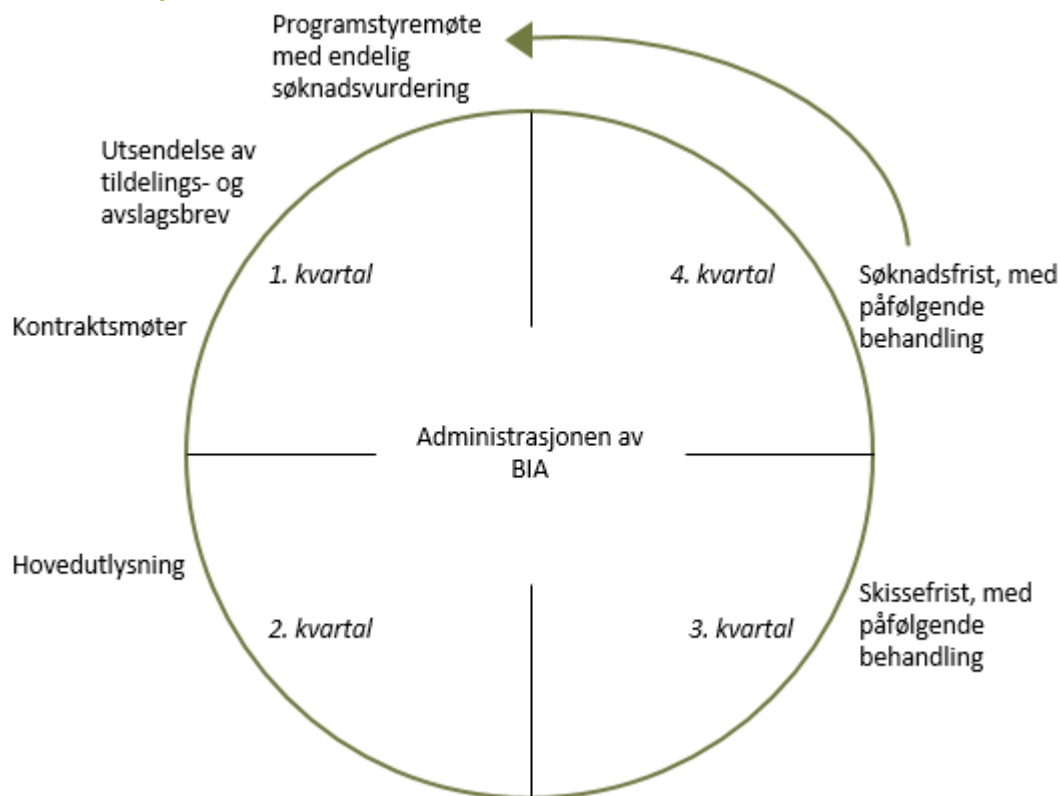 Programstyremøte
med endelig
søknadsvurdering
Utsendelse av
tildelings- og
avslagsbrev
1. kvartal
4. kvartal
Søknadsfrist, med
påfølgende
behandling
Kontraktsmøter
Administrasjonen av
BIA
Hovedutlysning
2. kvartal
3. kvartal
Skissefrist, med
påfølgende
behandling